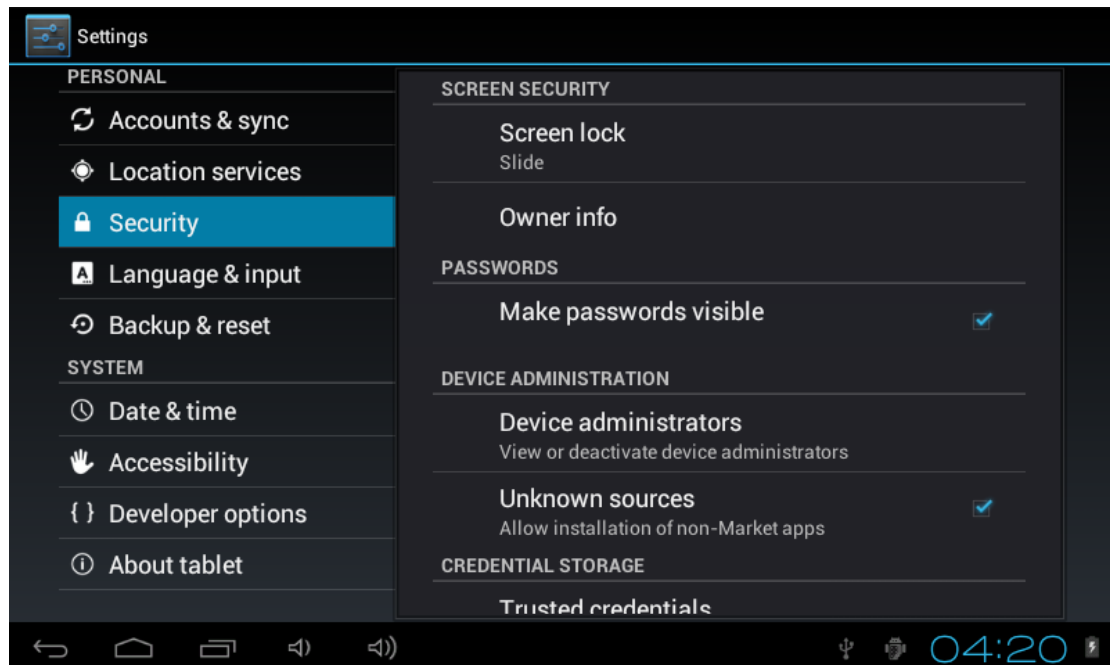 Settings
PERSONAL
Accounts & sync
Location services
Security
Language & input
Backup & reset
SYSTEM
Date & time
Accessibility
{ } Developer options
About tablet
SCREEN SECURITY
Screen lock
Slide
Owner info
PASSWORDS
Make passwords visible
DEVICE ADMINISTRATION
Device administrators
View or deactivate device administrators
Unknown sources
Allow installation of non-Market apps
CREDENTIAL STORAGE
Trusted credentials
04:20